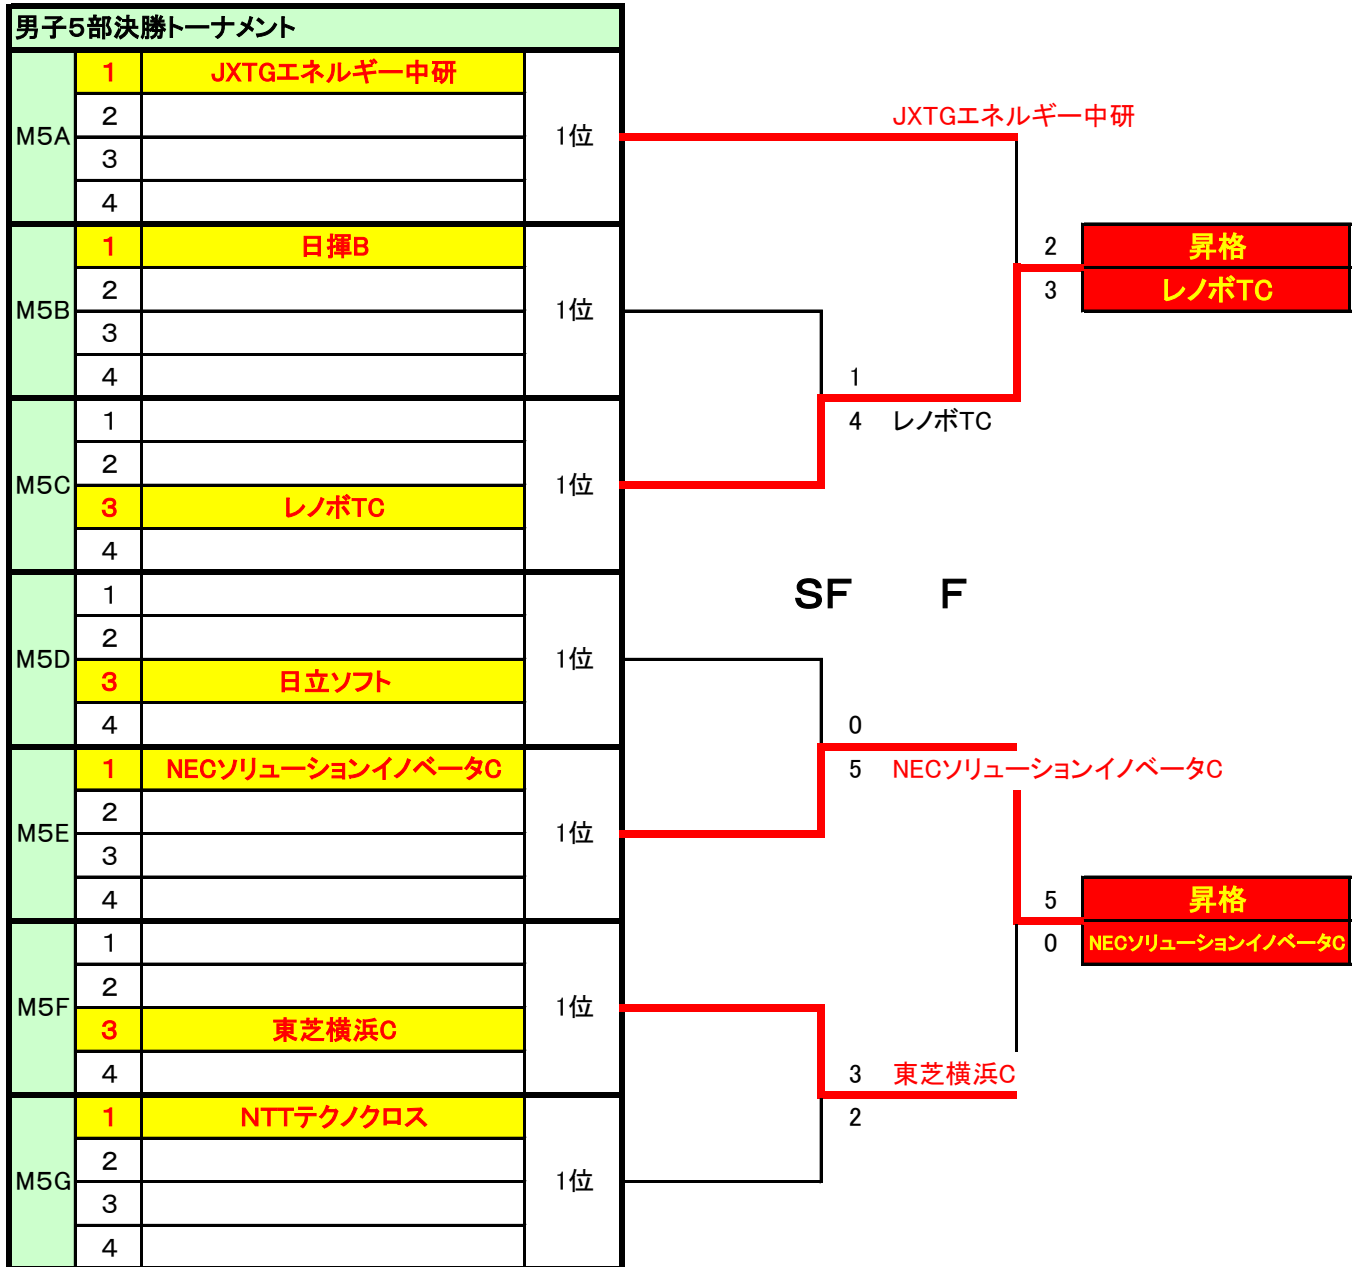 男子5部決勝トーナメント
M5A
1 JXTGエネルギー中研
2
3
4
1位
JXTGエネルギー中研
M5B
1 日揮B
2
3
4
1位
2 昇格
3 レノボTC
1
4 レノボTC
M5C
1
2
3 レノボTC
4
1位
SF F
M5D
1
2
3 日立ソフト
4
1位
0
5 NECソリューションイノベータC
M5E
1 NECソリューションイノベータC
2
3
4
1位
5 昇格
0 NECソリューションイノベータC
M5F
1
2
3 東芝横浜C
4
1位
3 東芝横浜C
2
M5G
1 NTTテクノクロス
2
3
4
1位